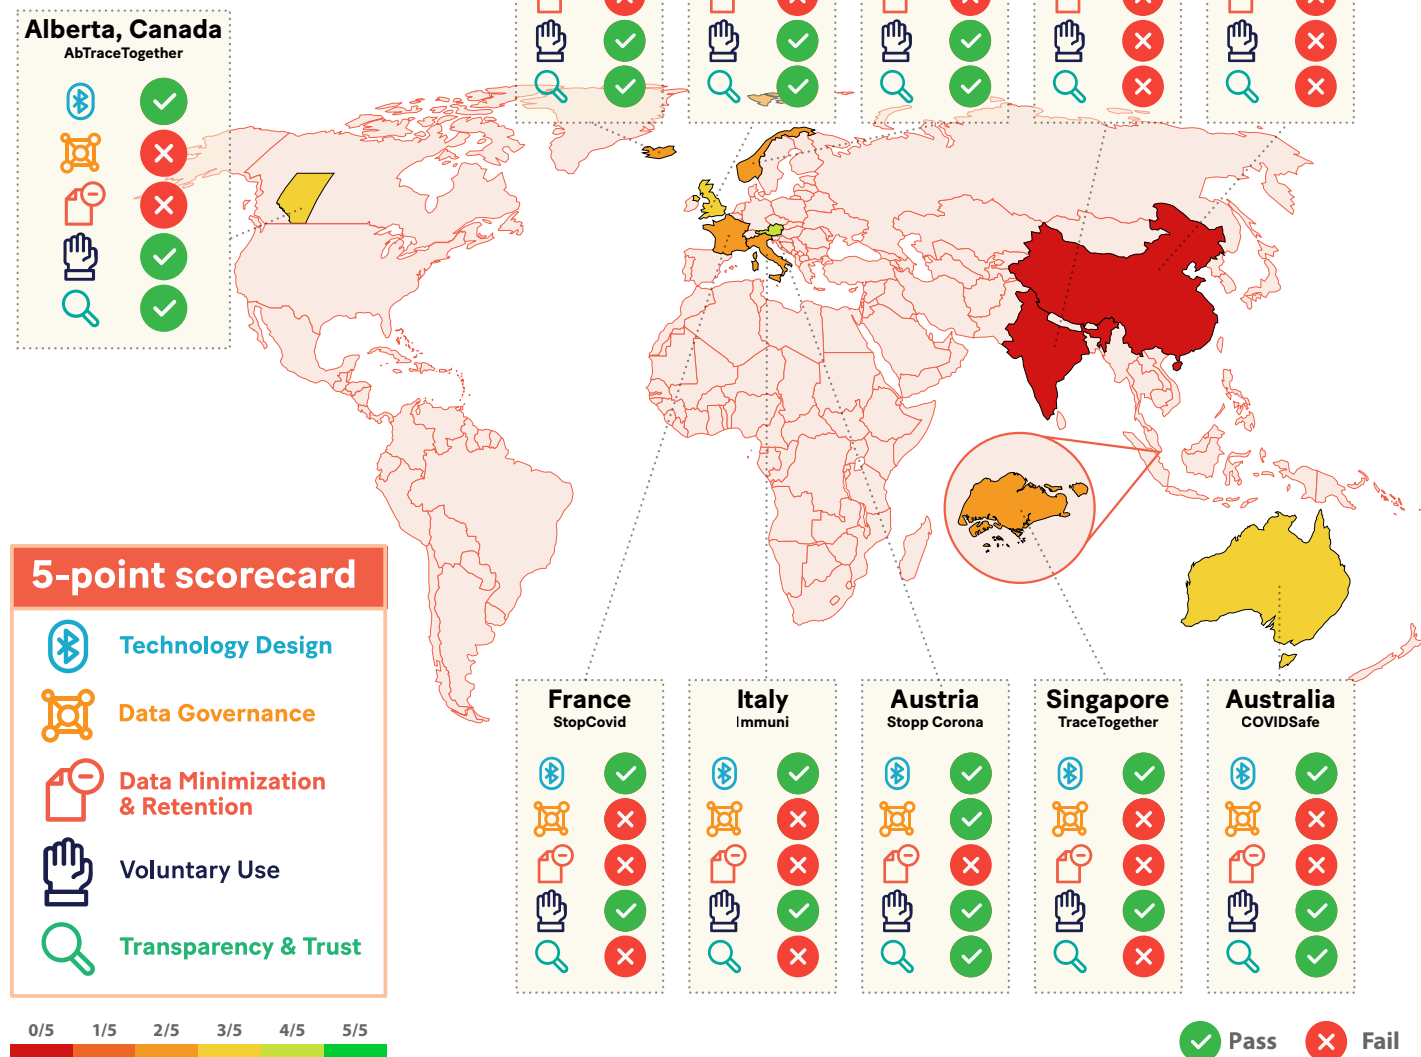 Alberta, Canada
AbTraceTogether
5-point scorecard
Technology Design
Data Governance
Data Minimization
& Retention
Voluntary Use
Transparency & Trust
0/5 1/5 2/5 3/5 4/5 5/5
France
StopCovid
Italy
Immuni
Austria
Stopp Corona
Singapore
TraceTogether
Australia
COVIDSafe
Pass
Fail